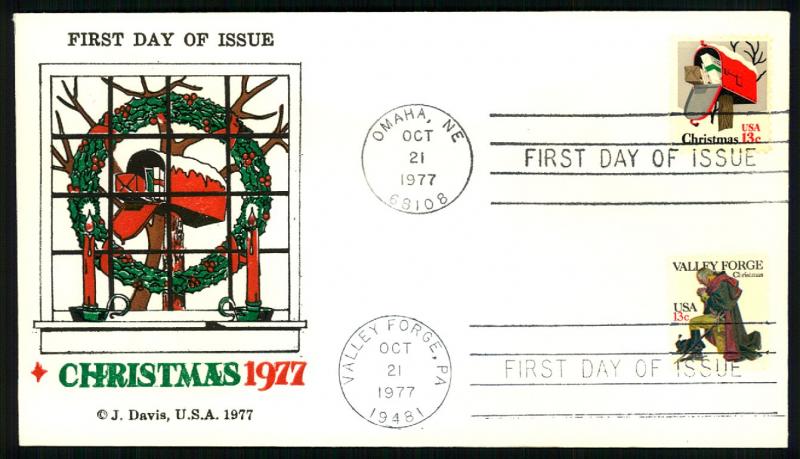 FIRST DAY OF ISSUE
CHRISTMAS 1977
© J. Davis, U.S.A. 1977
OMAHA, NE
OCT
21
1977
68108
FIRST DAY OF ISSUE
Christmas
USA
13c
VALLEY FORGE, PA
OCT
21
1977
19481
FIRST DAY OF ISSUE
VALLEY FORGE
Christmas
USA
13c